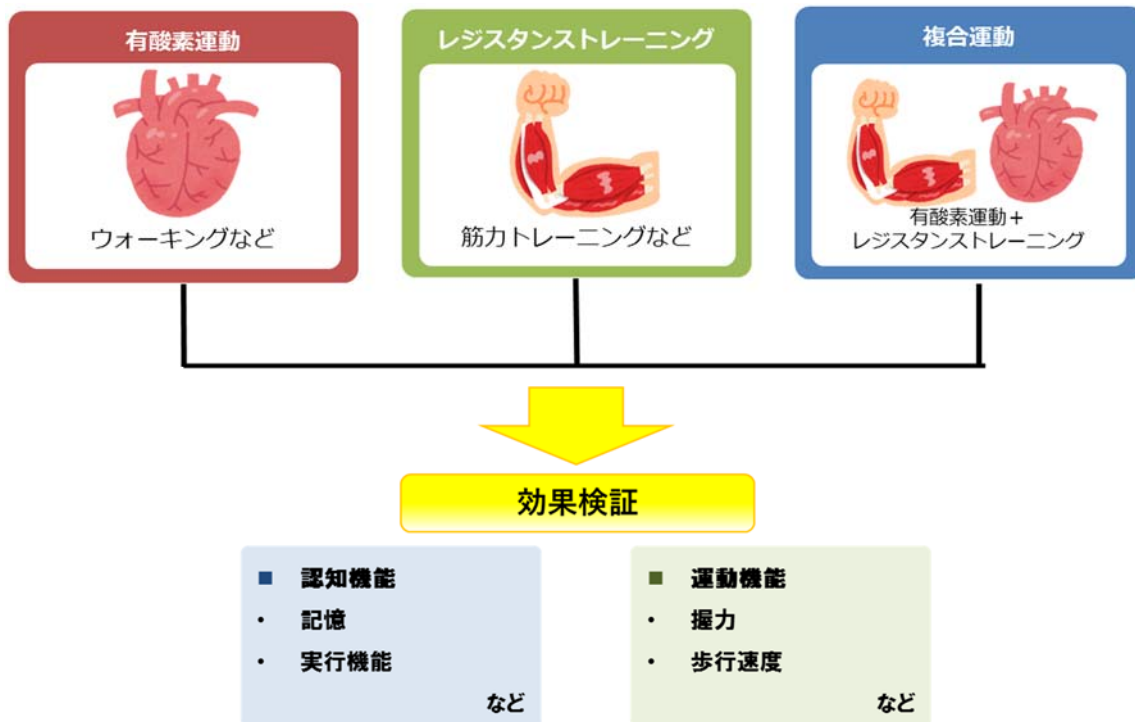 有酸素運動
ウォーキングなど
レジスタンストレーニング
筋力トレーニングなど
複合運動
有酸素運動+
レジスタンストレーニング
効果検証
■ 認知機能
・ 記憶
・ 実行機能
など
■ 運動機能
・ 握力
・ 歩行速度
など